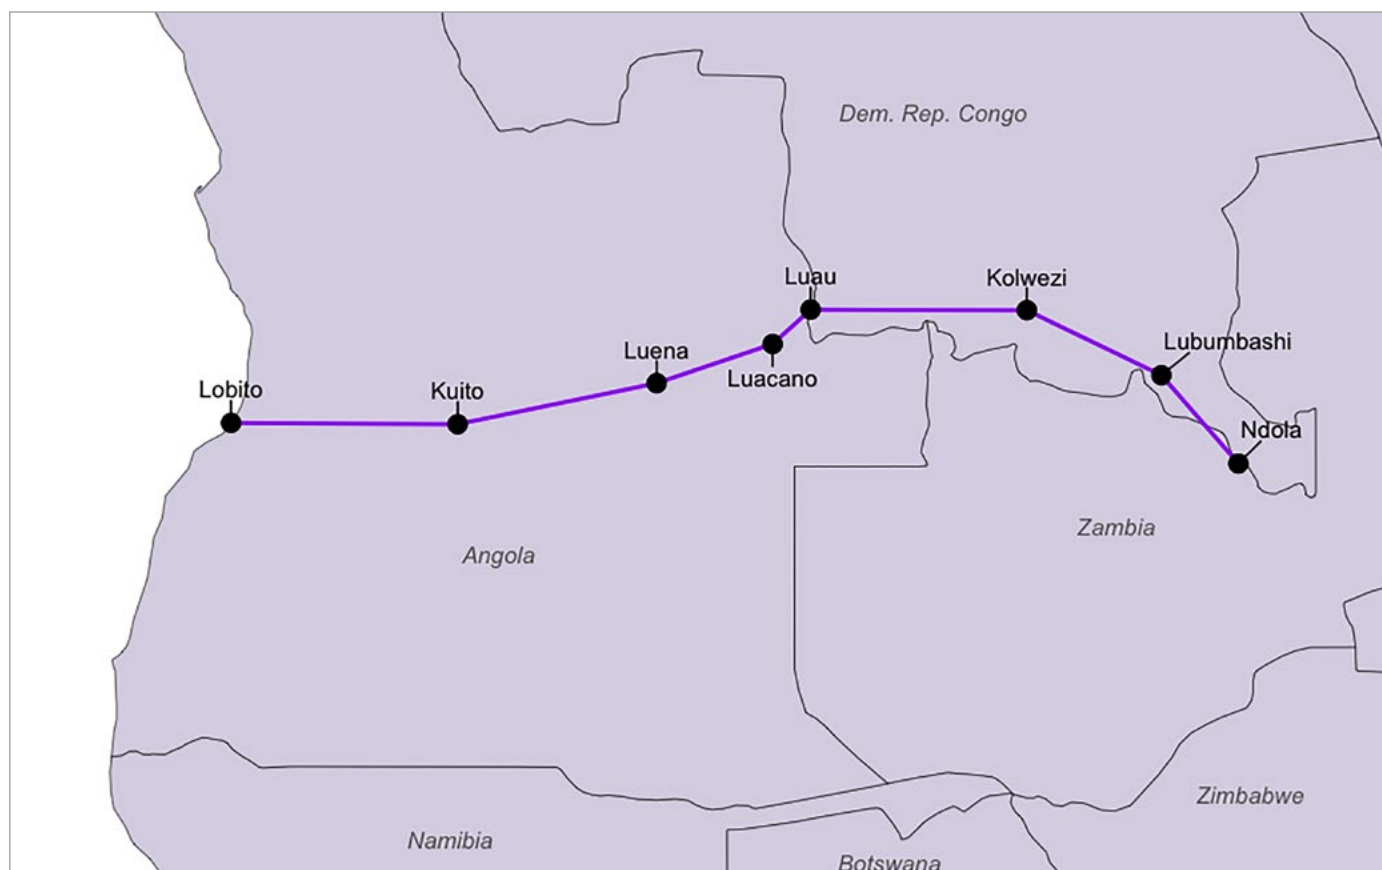 Dem. Rep. Congo
Luau
Kolwezi
Lubumbashi
Luena
Luacano
Lobito
Kuito
Ndola
Zambia
Angola
Zimbabwe
Namibia
Botswana